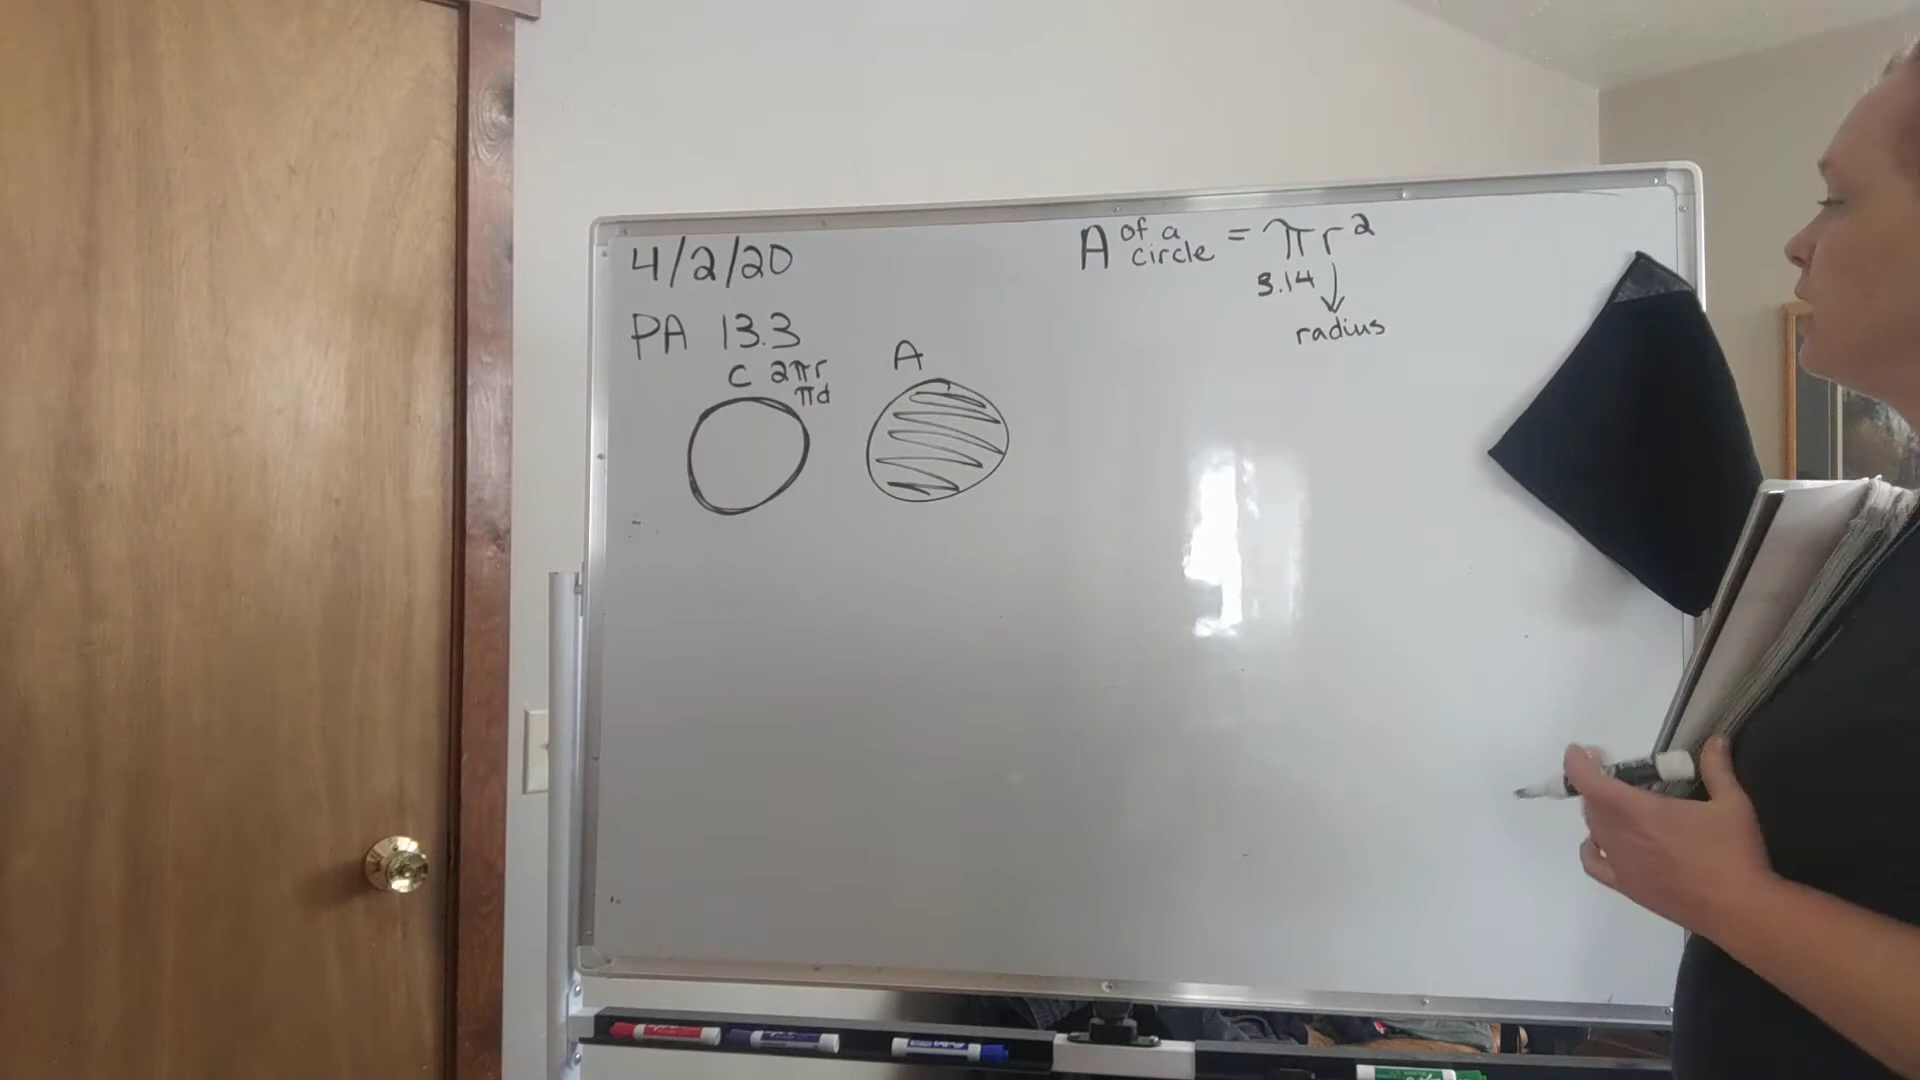 4/2/20
PA 13.3
C 2πr
πd
A
A of a circle = πr²
3.14
radius